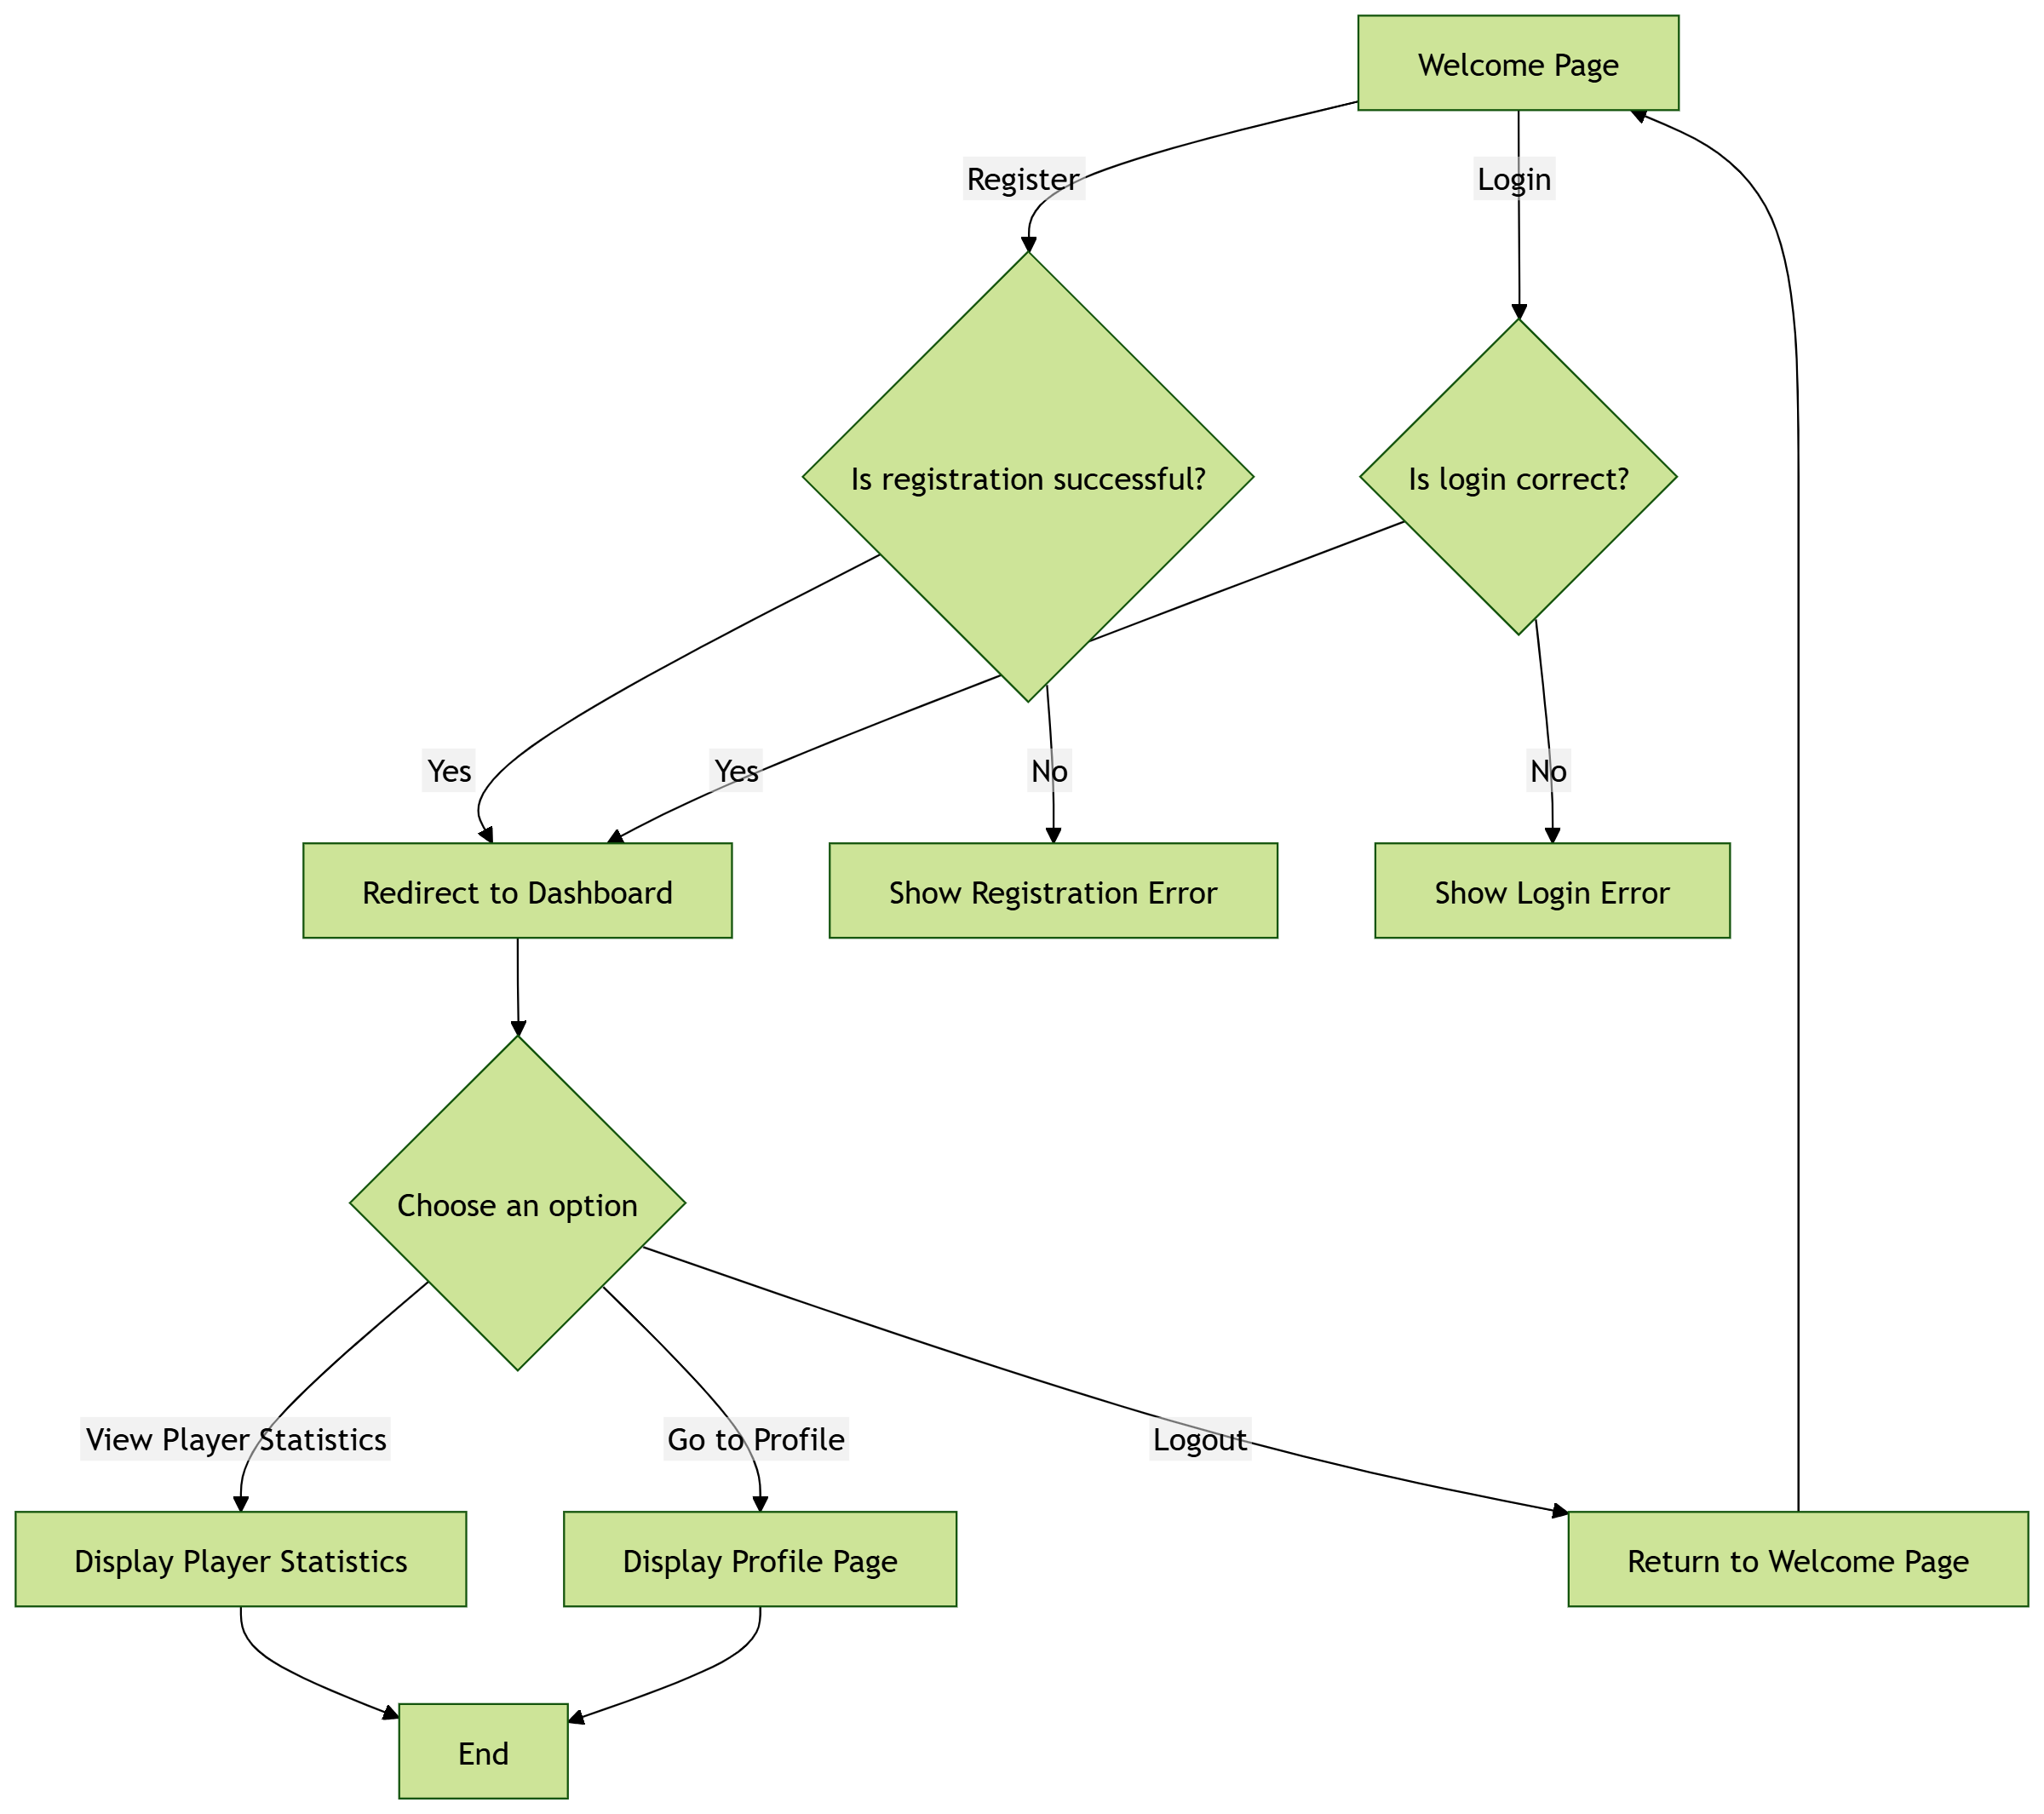 Welcome Page
Register
Login
Is registration successful?
Is login correct?
Yes
Yes
No
No
Redirect to Dashboard
Show Registration Error
Show Login Error
Choose an option
View Player Statistics
Go to Profile
Logout
Display Player Statistics
Display Profile Page
Return to Welcome Page
End